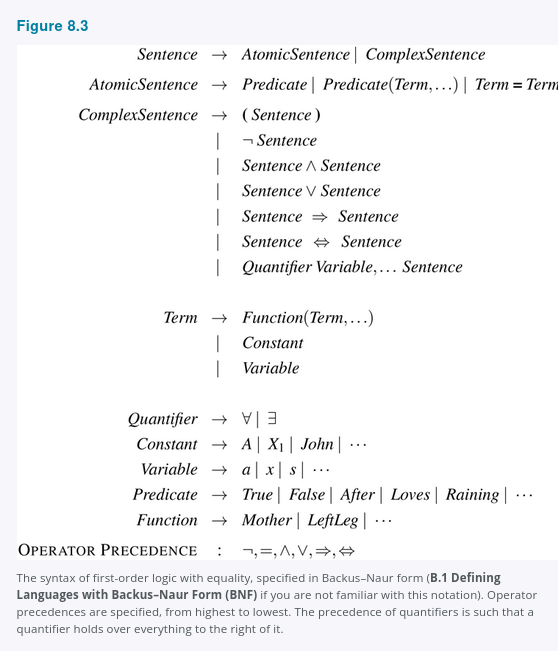 Figure 8.3
Sentence → AtomicSentence | ComplexSentence
AtomicSentence → Predicate | Predicate(Term,…) | Term = Term
ComplexSentence → ( Sentence )
| ¬ Sentence
| Sentence ∧ Sentence
| Sentence ∨ Sentence
| Sentence ⇒ Sentence
| Sentence ⇔ Sentence
| Quantifier Variable,… Sentence
Term → Function(Term,…)
| Constant
| Variable
Quantifier → ∀ | ∃
Constant → A | X₁ | John | ⋯
Variable → a | x | s | ⋯
Predicate → True | False | After | Loves | Raining | ⋯
Function → Mother | LeftLeg | ⋯
OPERATOR PRECEDENCE : ¬,=,∧,∨,⇒,⇔
The syntax of first-order logic with equality, specified in Backus–Naur form (B.1 Defining
Languages with Backus–Naur Form (BNF) if you are not familiar with this notation). Operator
precedences are specified, from highest to lowest. The precedence of quantifiers is such that a
quantifier holds over everything to the right of it.